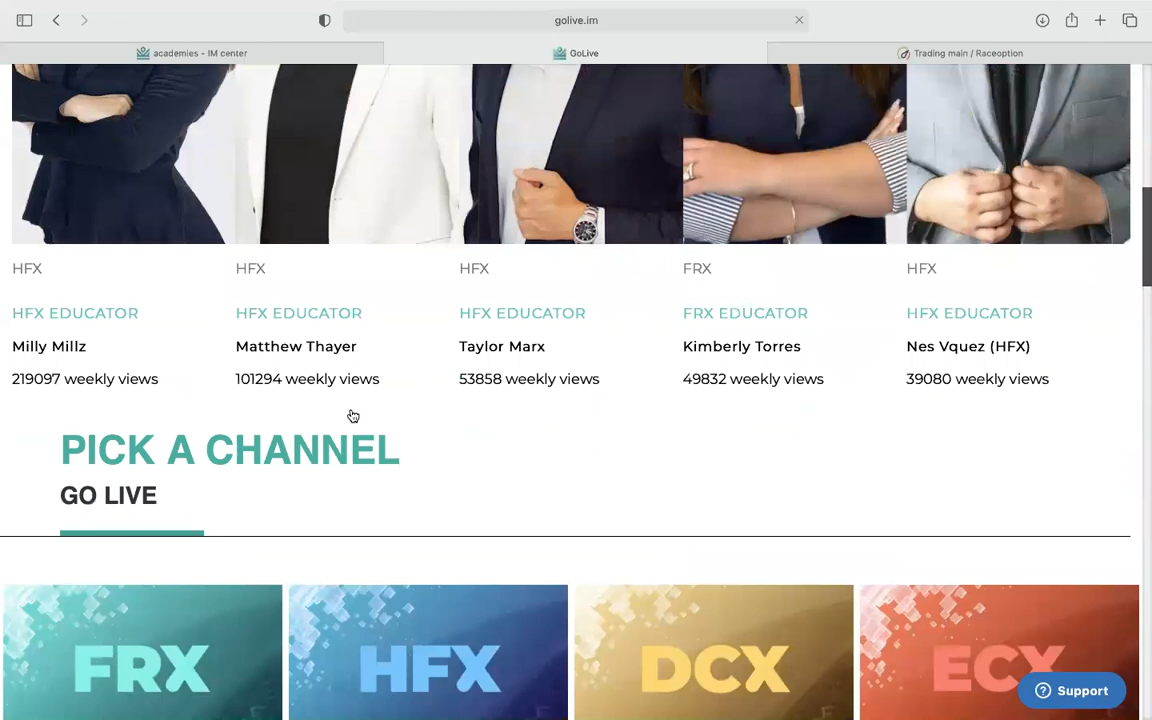 golive.im
academies - IM center
GoLive
Trading main / Raceoption
HFX
HFX
HFX
FRX
HFX
HFX EDUCATOR
HFX EDUCATOR
HFX EDUCATOR
FRX EDUCATOR
HFX EDUCATOR
Milly Millz
Matthew Thayer
Taylor Marx
Kimberly Torres
Nes Vquez (HFX)
219097 weekly views
101294 weekly views
53858 weekly views
49832 weekly views
39080 weekly views
PICK A CHANNEL
GO LIVE
FRX
HFX
DCX
ECX
Support